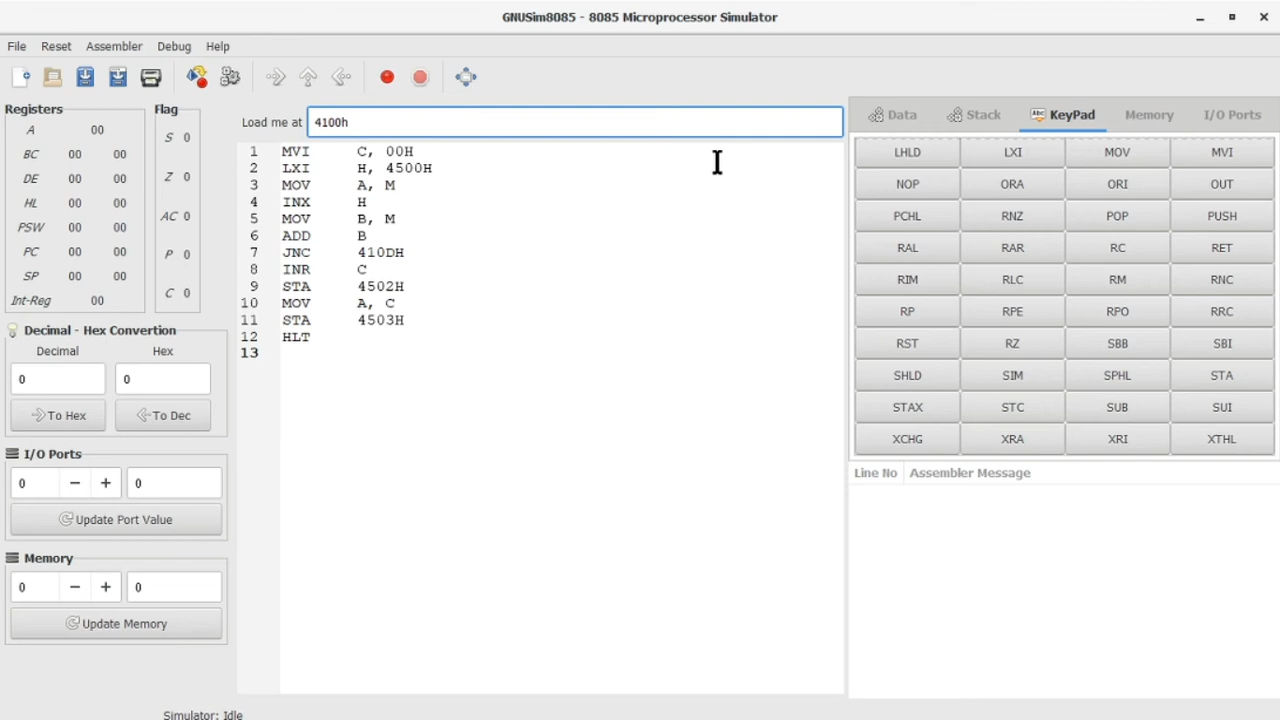 GNUSim8085 - 8085 Microprocessor Simulator
File Reset Assembler Debug Help
Registers
A 00
BC 00 00
DE 00 00
HL 00 00
PSW 00 00
PC 00 00
SP 00 00
Int-Reg 00
Flag
S 0
Z 0
AC 0
P 0
C 0
Decimal - Hex Convertion
Decimal Hex
0 0
To Hex To Dec
I/O Ports
0 − + 0
Update Port Value
Memory
0 − + 0
Update Memory
Load me at 4100h
1 MVI C, 00H
2 LXI H, 4500H
3 MOV A, M
4 INX H
5 MOV B, M
6 ADD B
7 JNC 410DH
8 INR C
9 STA 4502H
10 MOV A, C
11 STA 4503H
12 HLT
13
Data Stack Abc KeyPad Memory I/O Ports
LHLD LXI MOV MVI
NOP ORA ORI OUT
PCHL RNZ POP PUSH
RAL RAR RC RET
RIM RLC RM RNC
RP RPE RPO RRC
RST RZ SBB SBI
SHLD SIM SPHL STA
STAX STC SUB SUI
XCHG XRA XRI XTHL
Line No Assembler Message
Simulator: Idle